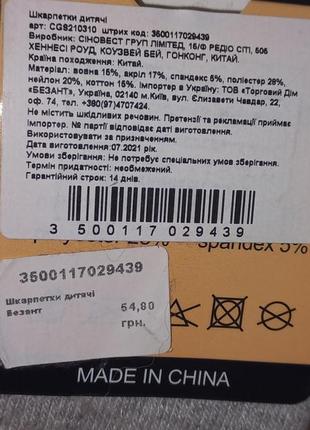 Шкарпетки дитячі
арт. CGS210310 штрих код: 3500117029439
Виробник: СІНОВЕСТ ГРУП ЛІМІТЕД, 16/Ф РЕДІО СІТІ, 505
ХЕННЕСІ РОУД, КОУЗВЕЙ БЕЙ, ГОНКОНГ, КИТАЙ.
Країна походження: Китай.
Матеріал: вовна 15%, акріл 17%, спандекс 5%, поліестер 28%,
нейлон 20%, коттон 15%. Імпортер в Україну: ТОВ «Торговий Дім
«БЕЗАНТ», Україна, 02140 м.Київ, вул. Єлизавети Чавдар, 22,
оф. 74, тел. +380(97)4707424.
Не містить шкідливих речовин. Претензії та рекламації приймає
імпортер. № партії відповідає даті виготовлення.
Використовувати за призначенням.
Дата виготовлення: 07.2021 рік.
Умови зберігання: Не потребує спеціальних умов зберігання.
Термін придатності: необмежений.
Гарантійний строк: 14 днів.
3 500117 029439
spandex 5%
3500117029439
Шкарпетки дитячі
Безант
54,80
грн.
MADE IN CHINA